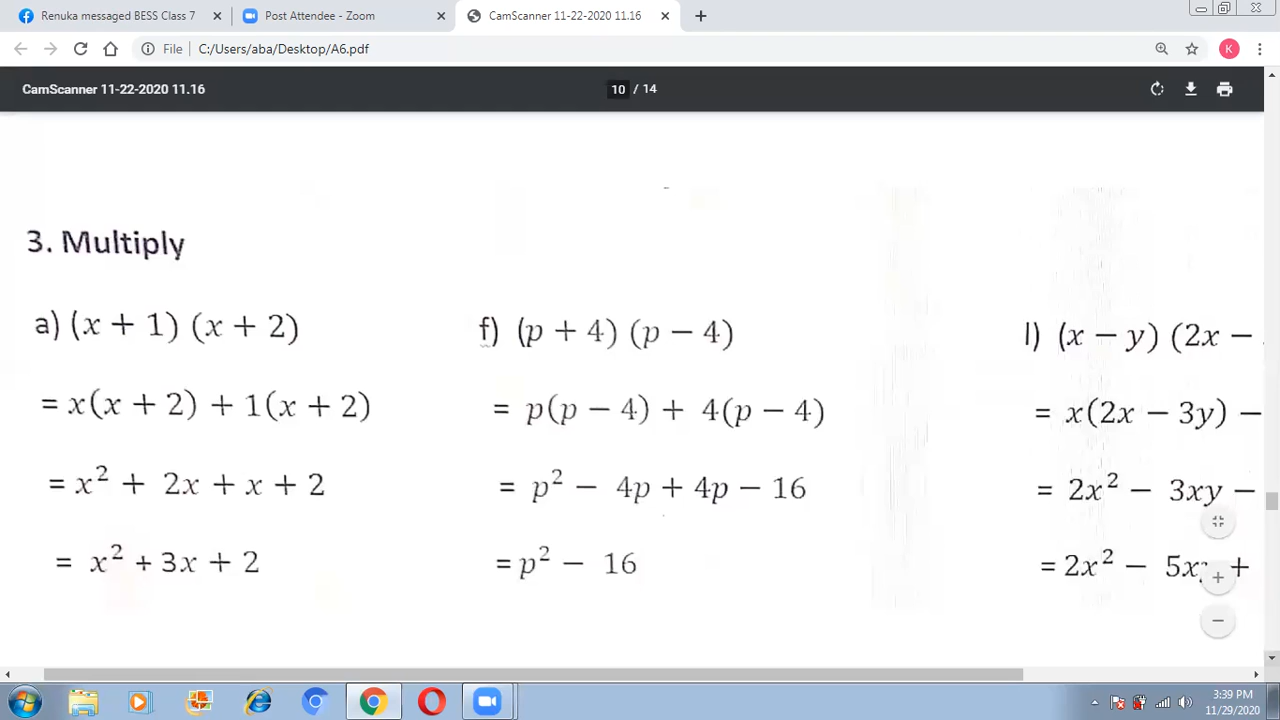 Renuka messaged BESS Class 7
Post Attendee - Zoom
CamScanner 11-22-2020 11.16
File
C:/Users/aba/Desktop/A6.pdf
K
CamScanner 11-22-2020 11.16
10 / 14
3. Multiply
a) (x + 1) (x + 2)
= x(x + 2) + 1(x + 2)
= x² + 2x + x + 2
= x² + 3x + 2
f) (p + 4) (p − 4)
= p(p − 4) + 4(p − 4)
= p² − 4p + 4p − 16
= p² − 16
l) (x − y) (2x −
= x(2x − 3y) −
= 2x² − 3xy −
= 2x² − 5x +
3:39 PM
11/29/2020